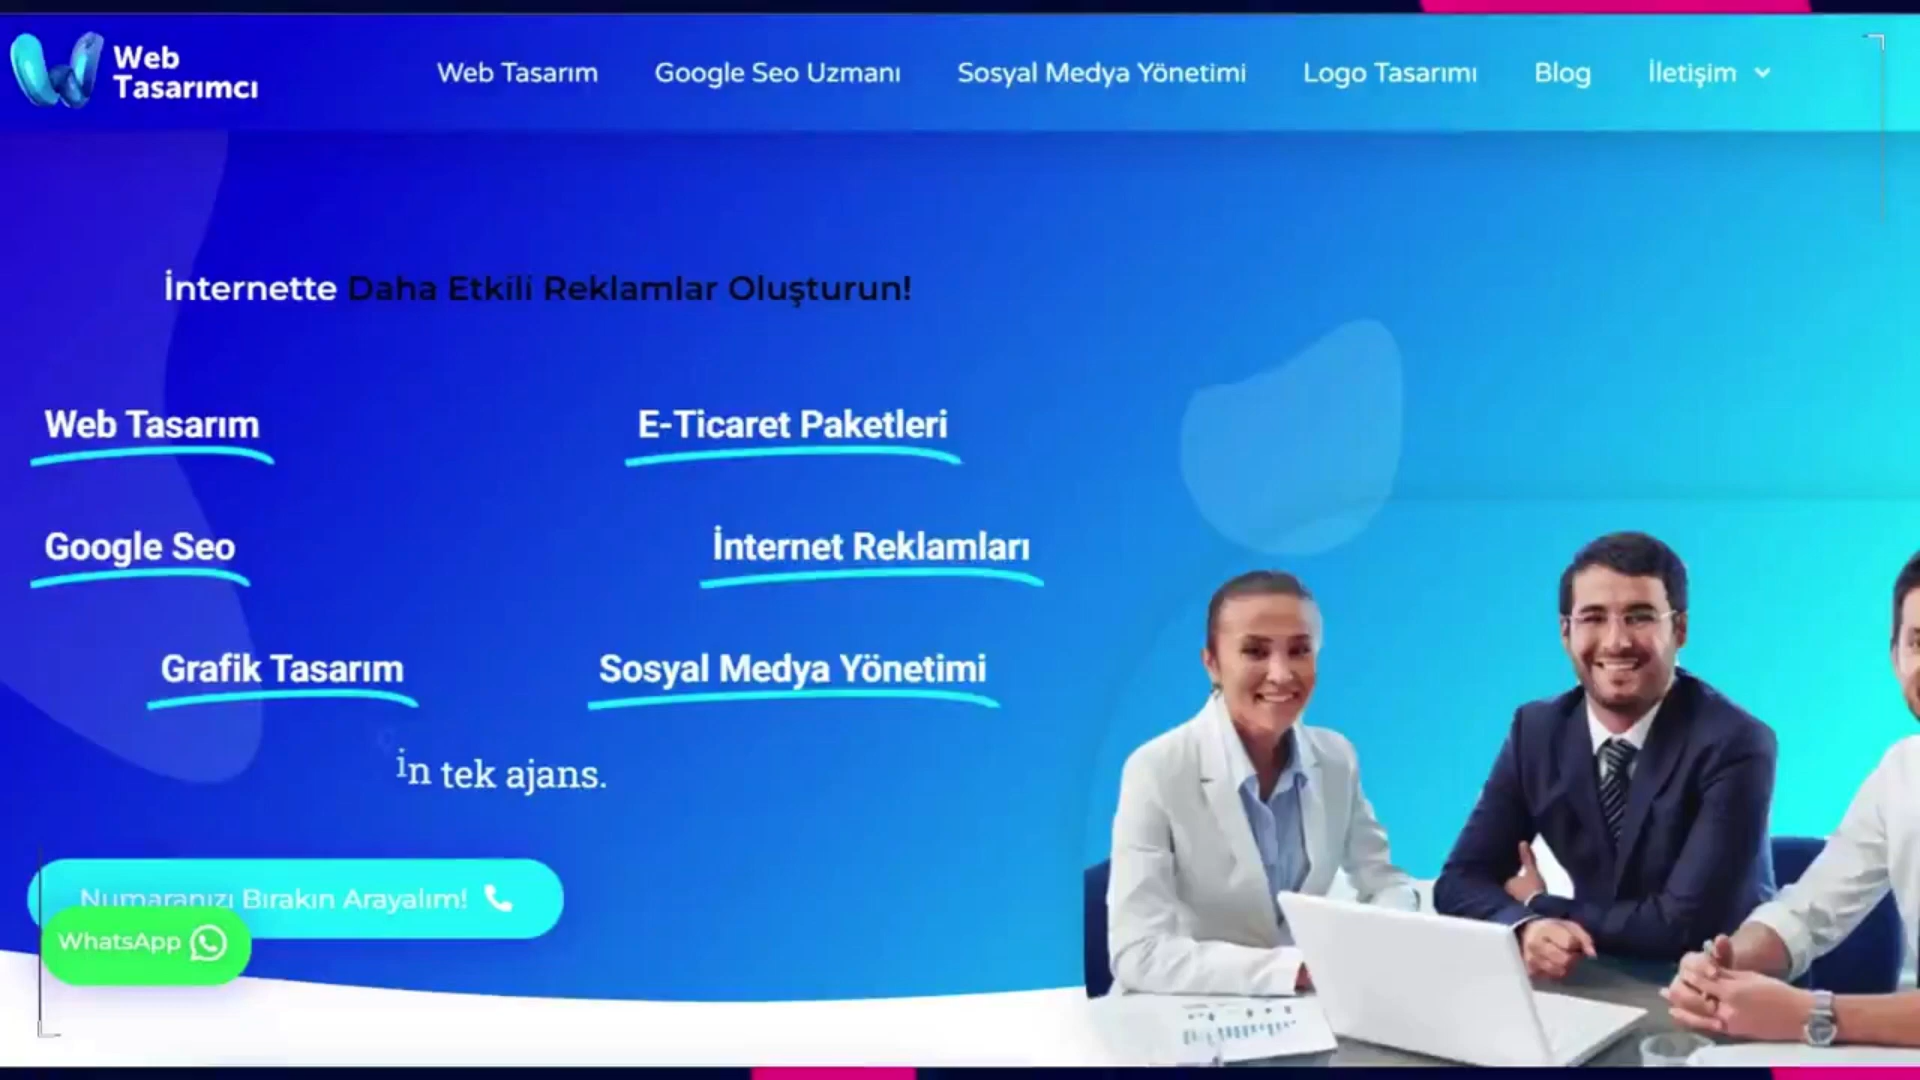 Web
Tasarımcı
Web Tasarım
Google Seo Uzmanı
Sosyal Medya Yönetimi
Logo Tasarımı
Blog
İletişim
İnternette Daha Etkili Reklamlar Oluşturun!
Web Tasarım
E-Ticaret Paketleri
Google Seo
İnternet Reklamları
Grafik Tasarım
Sosyal Medya Yönetimi
in tek ajans.
Numaranızı Bırakın Arayalım!
WhatsApp